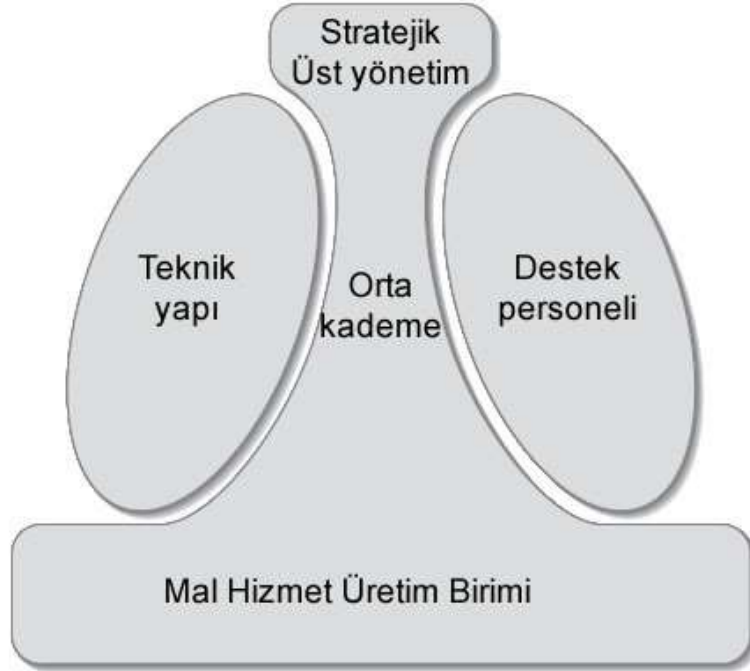 Stratejik
Üst yönetim
Teknik
yapı
Orta
kademe
Destek
personeli
Mal Hizmet Üretim Birimi